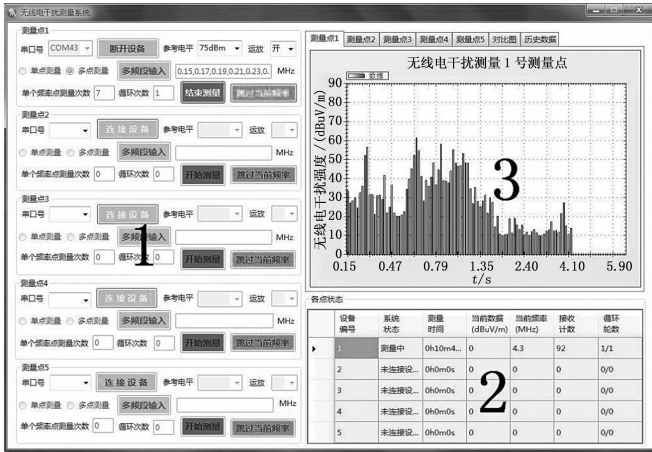 无线电干扰测量系统
测量点1
串口号 COM43 断开设备 参考电平 75dBm 运放 开
单点测量 多点测量 多频段输入 0.15,0.17,0.19,0.21,0.23,0. MHz
单个频率点测量次数 7 循环次数 1 结束测量 跳过当前频率
测量点2
串口号 连接设备 参考电平 运放
单点测量 多点测量 多频段输入 MHz
单个频率点测量次数 0 循环次数 0 开始测量 跳过当前频率
测量点3
串口号 连接设备 参考电平 运放
单点测量 多点测量 多频段输入 MHz
单个频率点测量次数 0 循环次数 0 开始测量 跳过当前频率
1
测量点4
串口号 连接设备 参考电平 运放
单点测量 多点测量 多频段输入 MHz
单个频率点测量次数 0 循环次数 0 开始测量 跳过当前频率
测量点5
串口号 连接设备 参考电平 运放
单点测量 多点测量 多频段输入 MHz
单个频率点测量次数 0 循环次数 0 开始测量 跳过当前频率
测量点1 测量点2 测量点3 测量点4 测量点5 对比图 历史数据
无线电干扰测量 1 号测量点
数据
无线电干扰强度/(dBuV/m)
90
80
70
60
50
40
30
20
10
0
3
0.15 0.47 0.79 1.35 2.40 4.10 5.90
t/s
各点状态
设备编号 系统状态 测量时间 当前数据(dBuV/m) 当前频率(MHz) 接收计数 循环轮数
1 测量中 0h10m4... 0 4.3 92 1/1
2 未连接设... 0h0m0s 0 0 0 0/0
3 未连接设... 0h0m0s 0 0 0 0/0
4 未连接设... 0h0m0s 0 0 0 0/0
5 未连接设... 0h0m0s 0 0 0 0/0
2